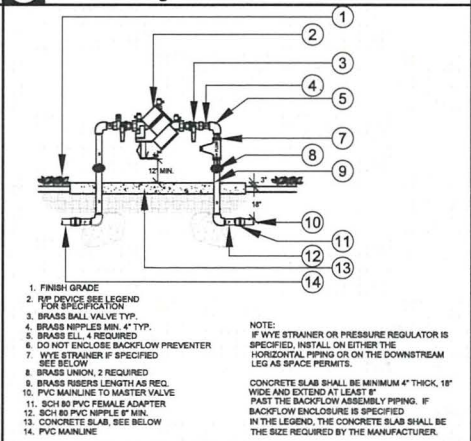 1
2
3
4
5
7
8
9
10
11
12
13
14
12" MIN.
3"
18"
1. FINISH GRADE
2. R/P DEVICE SEE LEGEND
FOR SPECIFICATION
3. BRASS BALL VALVE TYP.
4. BRASS NIPPLES MIN. 4" TYP.
5. BRASS ELL, 4 REQUIRED
6. DO NOT ENCLOSE BACKFLOW PREVENTER
7. WYE STRAINER IF SPECIFIED
SEE BELOW
8. BRASS UNION, 2 REQUIRED
9. BRASS RISERS LENGTH AS REQ.
10. PVC MAINLINE TO MASTER VALVE
11. SCH 80 PVC FEMALE ADAPTER
12. SCH 80 PVC NIPPLE 6" MIN.
13. CONCRETE SLAB, SEE BELOW
14. PVC MAINLINE
NOTE:
IF WYE STRAINER OR PRESSURE REGULATOR IS
SPECIFIED, INSTALL ON EITHER THE
HORIZONTAL PIPING OR ON THE DOWNSTREAM
LEG AS SPACE PERMITS.
CONCRETE SLAB SHALL BE MINIMUM 4" THICK, 18"
WIDE AND EXTEND AT LEAST 8"
PAST THE BACKFLOW ASSEMBLY PIPING. IF
BACKFLOW ENCLOSURE IS SPECIFIED
IN THE LEGEND, THE CONCRETE SLAB SHALL BE
THE SIZE REQUIRED BY THE MANUFACTURER.